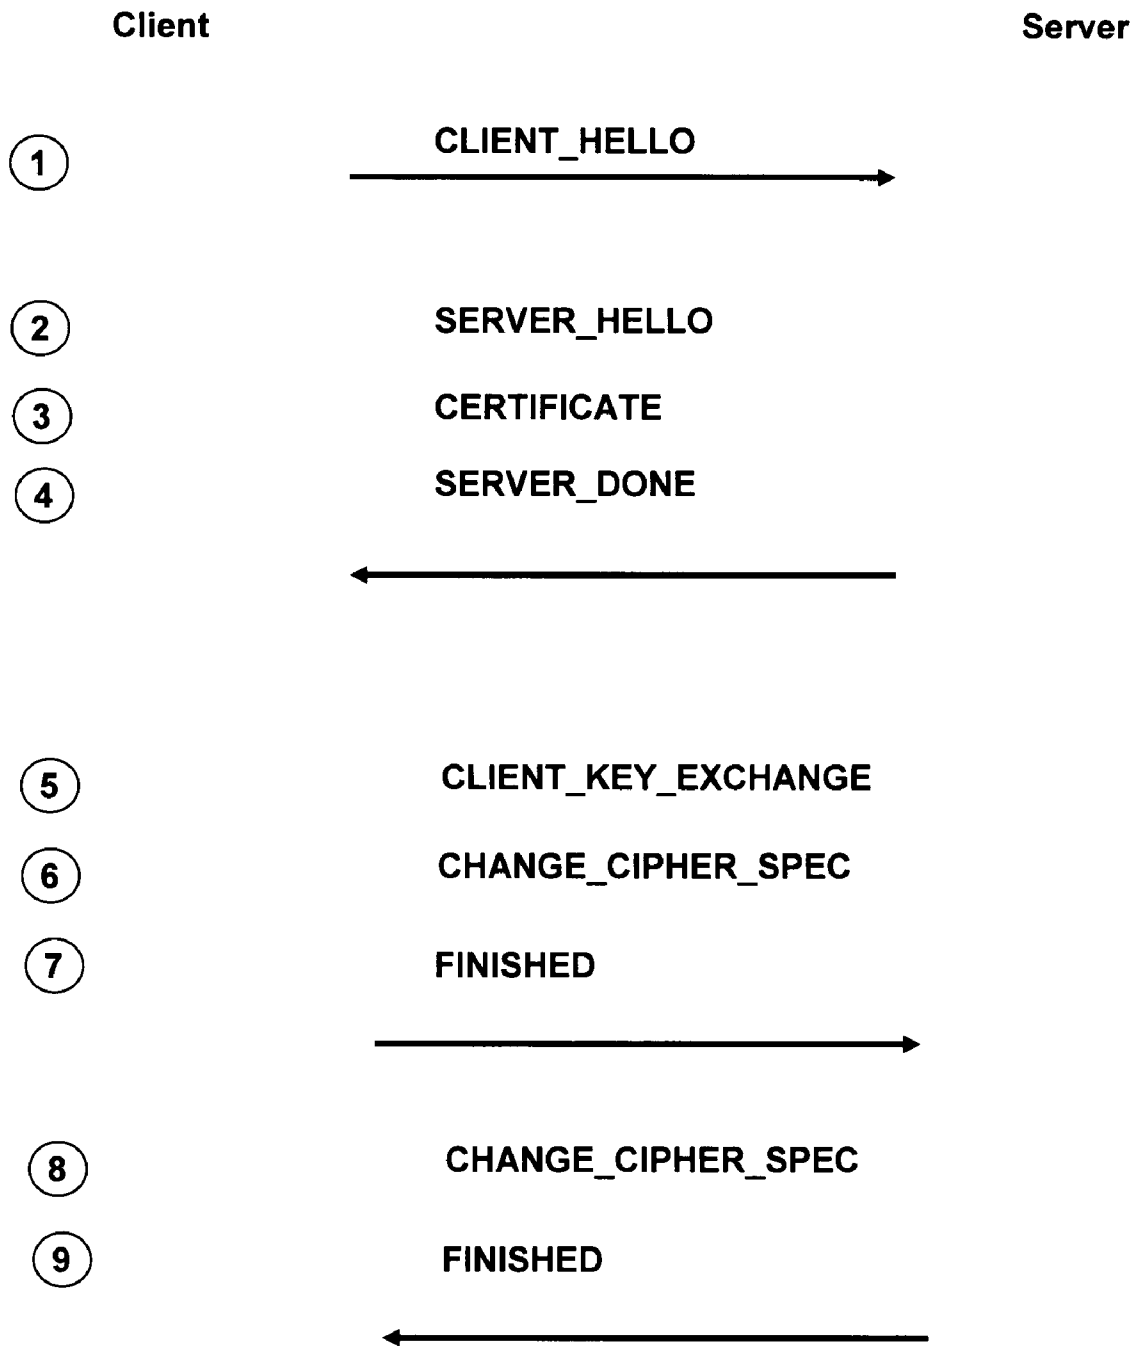 Client Server
1 CLIENT_HELLO
2 SERVER_HELLO
3 CERTIFICATE
4 SERVER_DONE
5 CLIENT_KEY_EXCHANGE
6 CHANGE_CIPHER_SPEC
7 FINISHED
8 CHANGE_CIPHER_SPEC
9 FINISHED